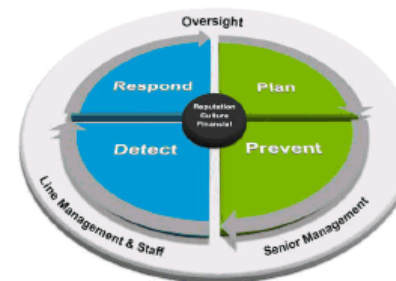 Oversight
Respond
Plan
Reputation
Culture
Financial
Detect
Prevent
Line Management & Staff
Senior Management